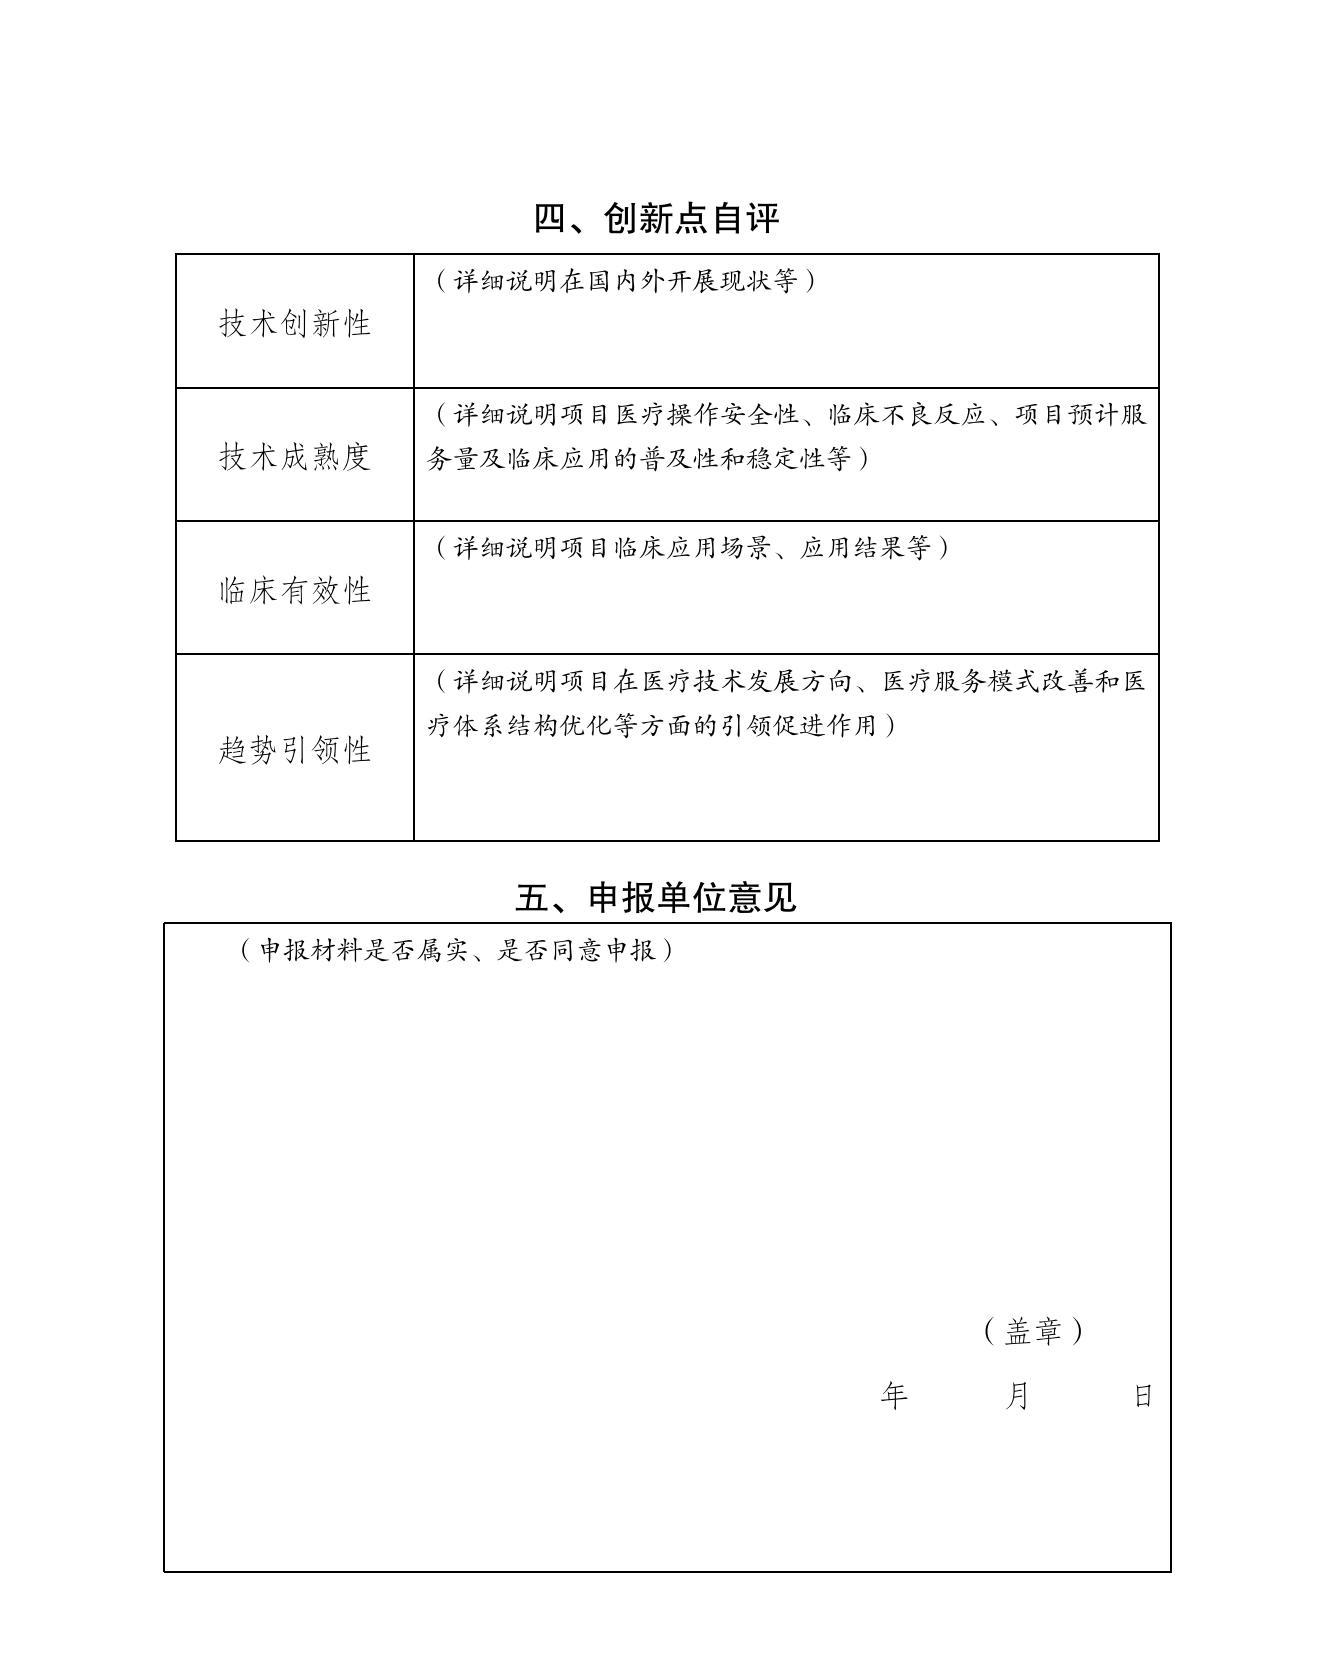 四、创新点自评
技术创新性
（详细说明在国内外开展现状等）
技术成熟度
（详细说明项目医疗操作安全性、临床不良反应、项目预计服
务量及临床应用的普及性和稳定性等）
临床有效性
（详细说明项目临床应用场景、应用结果等）
趋势引领性
（详细说明项目在医疗技术发展方向、医疗服务模式改善和医
疗体系结构优化等方面的引领促进作用）
五、申报单位意见
（申报材料是否属实、是否同意申报）
（盖章）
年 月 日